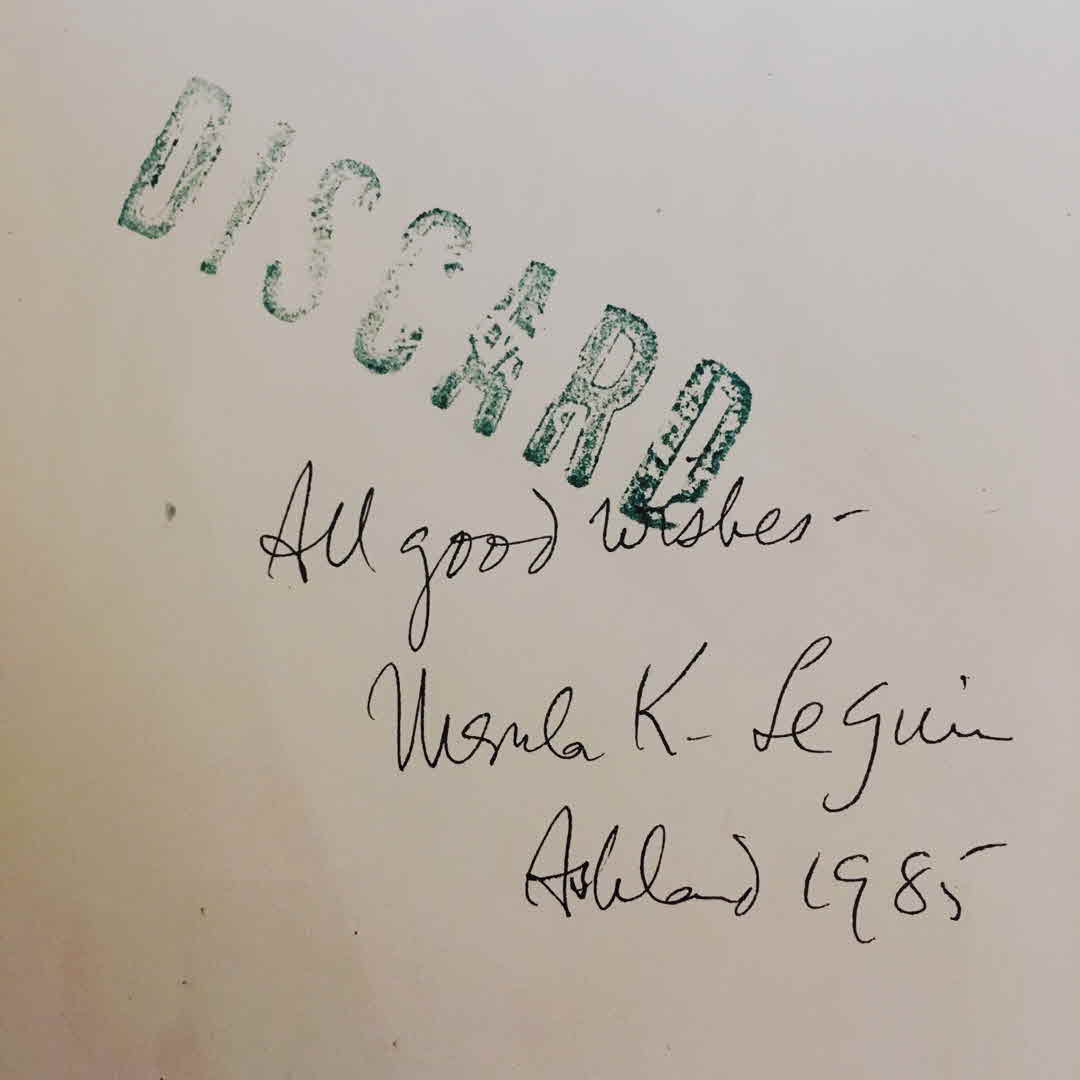 DISCARD
All good wishes-
Ursula K. Le Guin
Ashland 1985